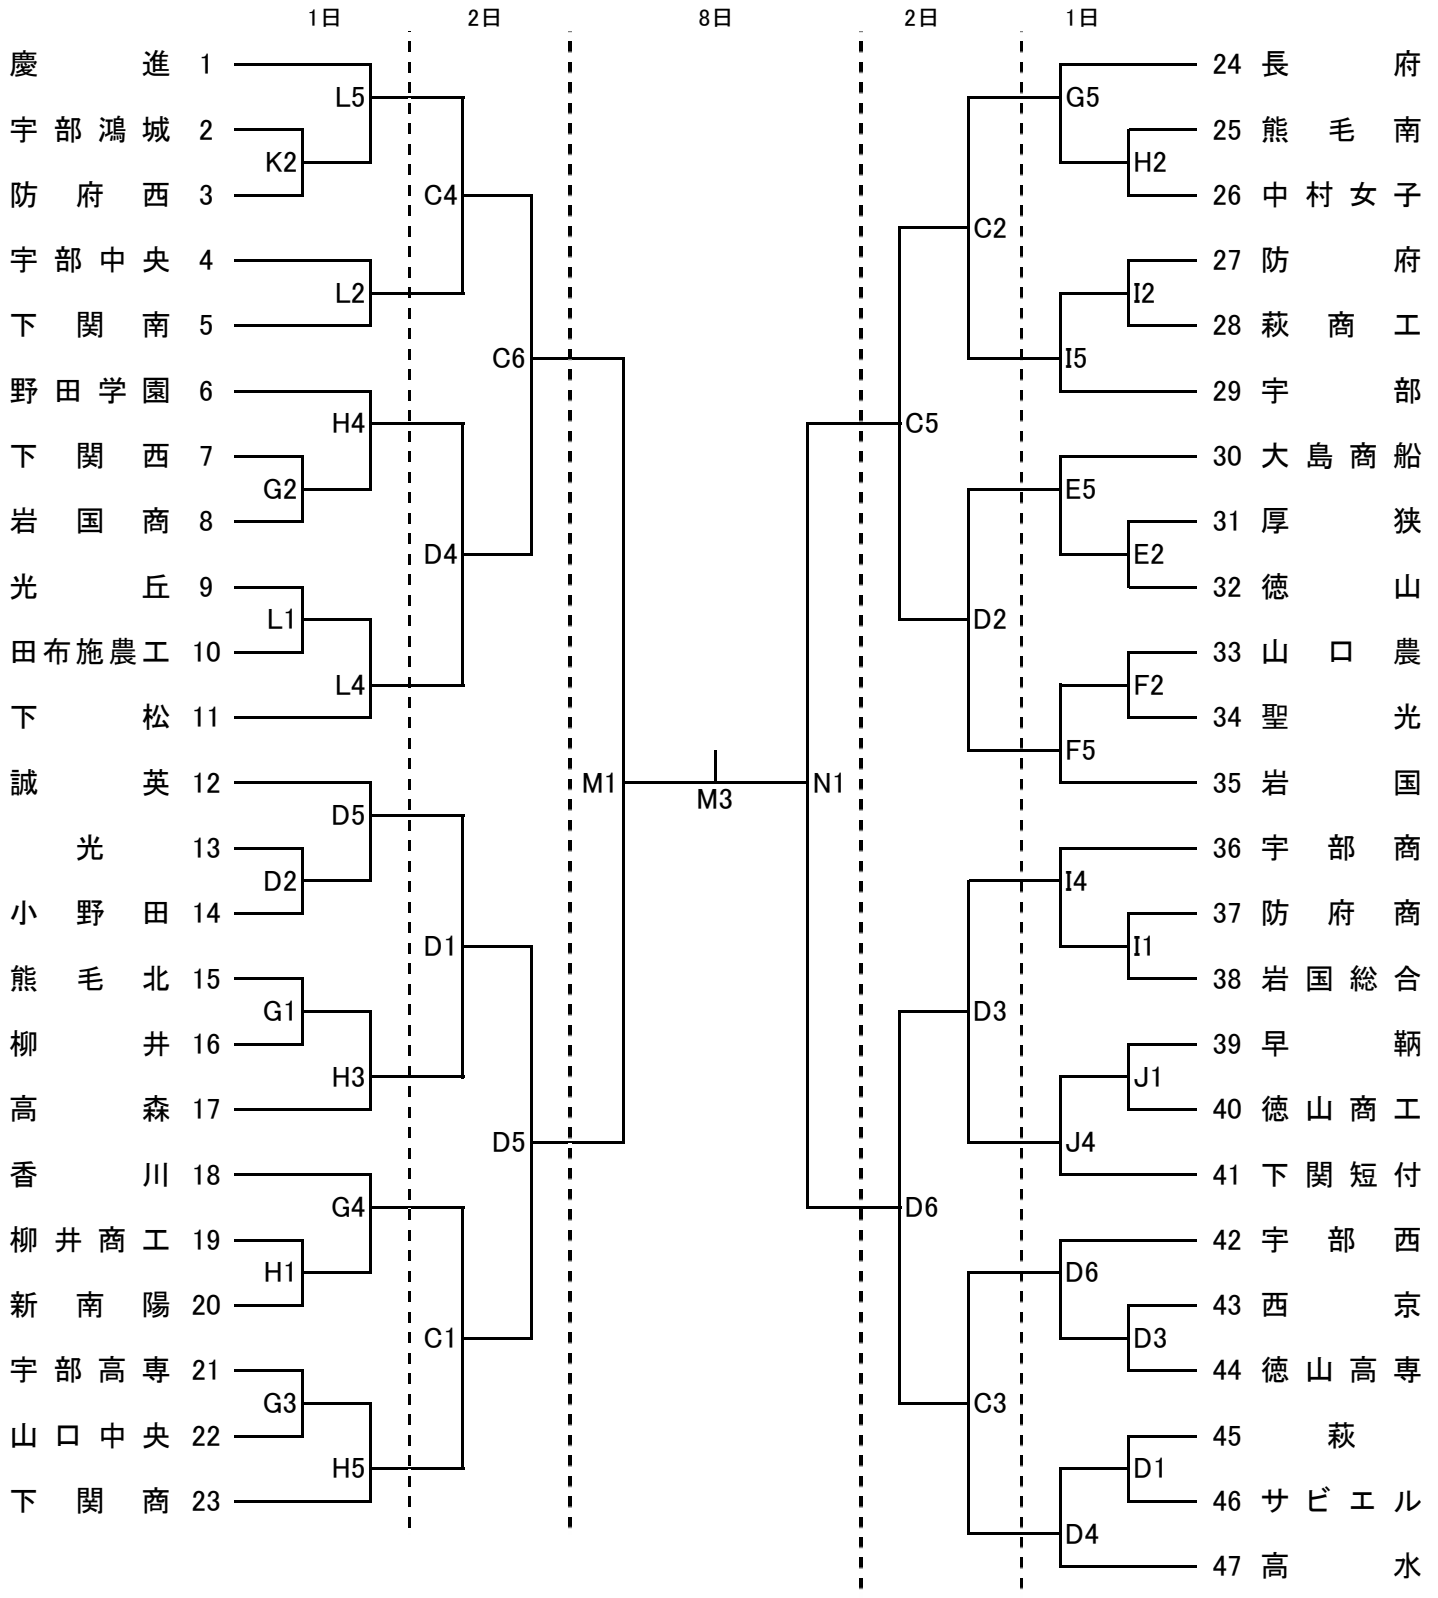 1日 2日 8日 2日 1日
慶進 1
L5
宇部鴻城 2
K2
防府西 3
C4
宇部中央 4
L2
下関南 5
C6
野田学園 6
H4
下関西 7
G2
岩国商 8
D4
光丘 9
L1
田布施農工 10
L4
下松 11
M1
誠英 12
D5
光 13
D2
小野田 14
D1
熊毛北 15
G1
柳井 16
H3
高森 17
D5
香川 18
G4
柳井商工 19
H1
新南陽 20
C1
宇部高専 21
G3
山口中央 22
H5
下関商 23
M3
N1
24 長府
G5
25 熊毛南
H2
26 中村女子
C2
27 防府
I2
28 萩商工
I5
29 宇部
C5
30 大島商船
E5
31 厚狭
E2
32 徳山
D2
33 山口農
F2
34 聖光
F5
35 岩国
36 宇部商
I4
37 防府商
I1
38 岩国総合
D3
39 早鞆
J1
40 徳山商工
J4
41 下関短付
D6
42 宇部西
D6
43 西京
D3
44 徳山高専
C3
45 萩
D1
46 サビエル
D4
47 高水